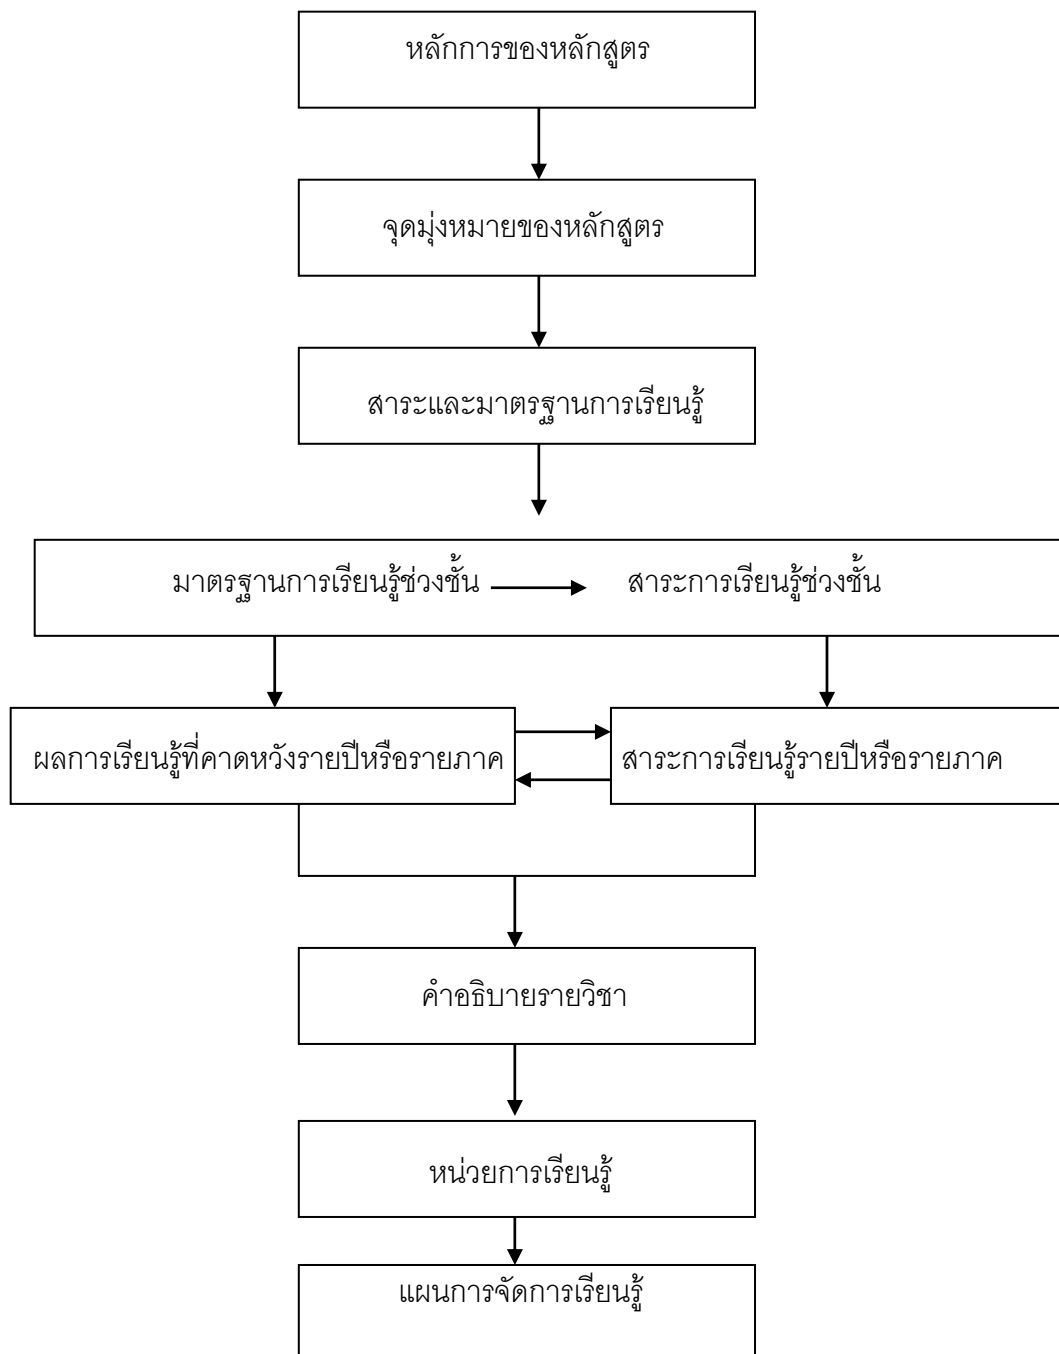 หลักการของหลักสูตร
จุดมุ่งหมายของหลักสูตร
สาระและมาตรฐานการเรียนรู้
มาตรฐานการเรียนรู้ช่วงชั้น
สาระการเรียนรู้ช่วงชั้น
ผลการเรียนรู้ที่คาดหวังรายปีหรือรายภาค
สาระการเรียนรู้รายปีหรือรายภาค
คำอธิบายรายวิชา
หน่วยการเรียนรู้
แผนการจัดการเรียนรู้